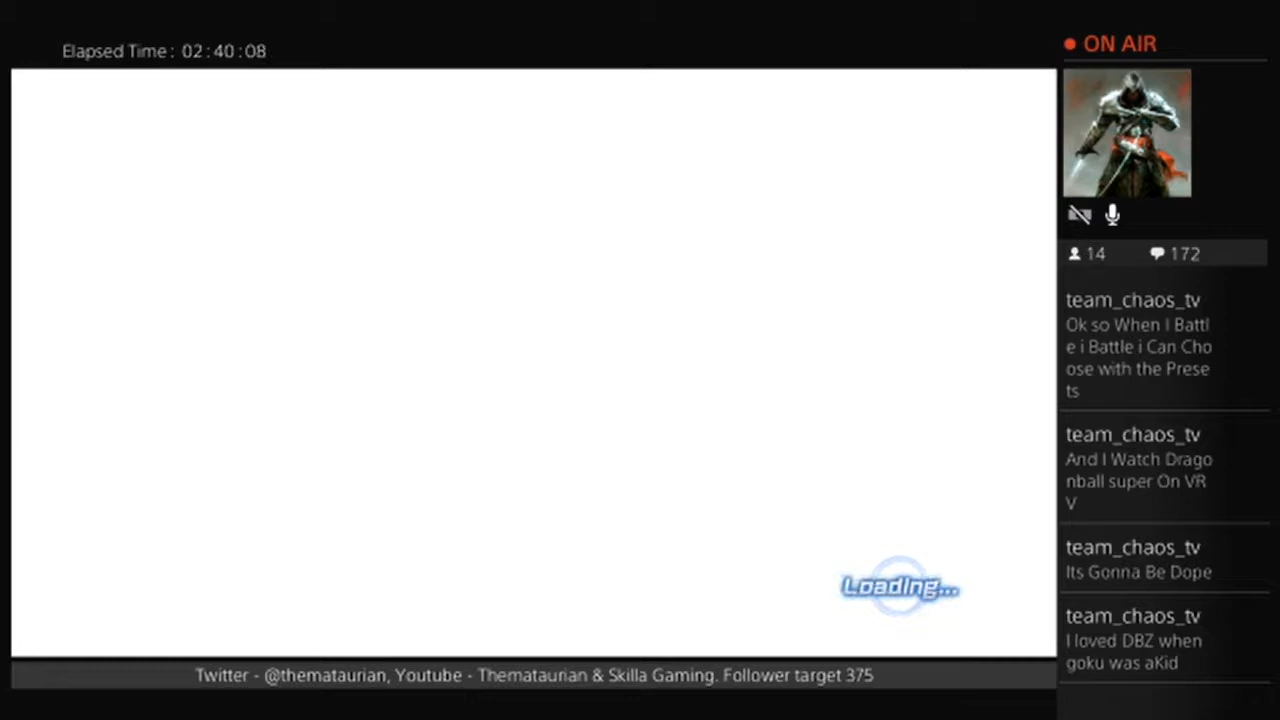 Elapsed Time: 02:40:08
ON AIR
14 172
team_chaos_tv
Ok so When I Battl
e i Battle i Can Cho
ose with the Prese
ts
team_chaos_tv
And I Watch Drago
nball super On VR
V
team_chaos_tv
Its Gonna Be Dope
team_chaos_tv
I loved DBZ when
goku was aKid
Loading...
Twitter - @themataurian, Youtube - Themataurian & Skilla Gaming. Follower target 375